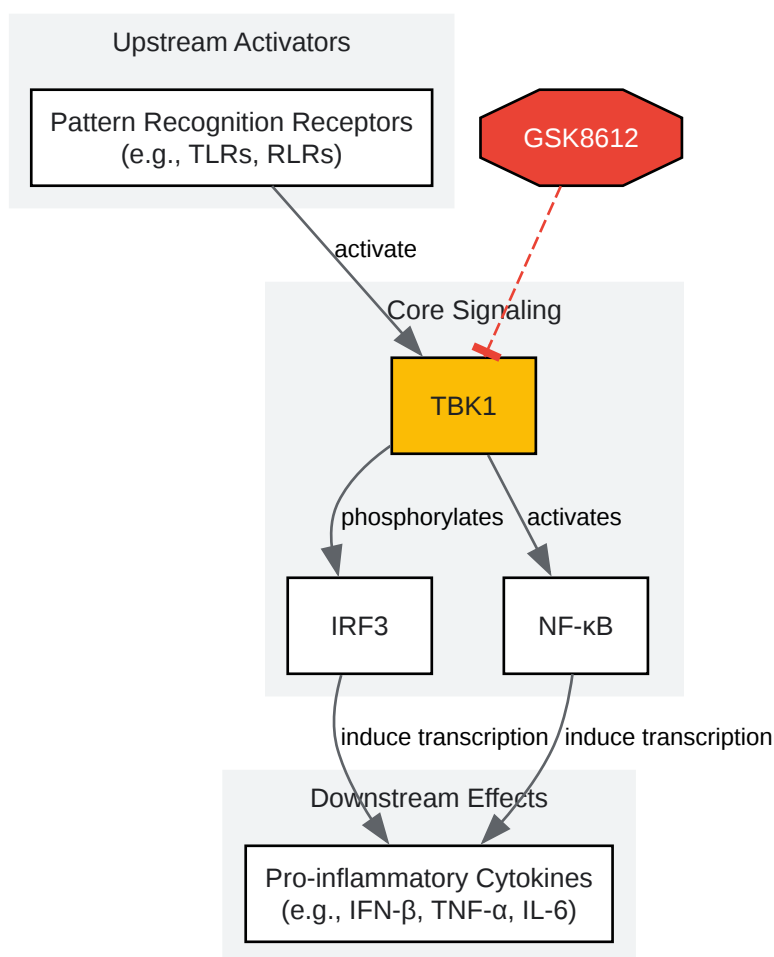 Upstream Activators
Pattern Recognition Receptors
(e.g., TLRs, RLRs)
GSK8612
activate
Core Signaling
TBK1
phosphorylates
activates
IRF3
NF-κB
induce transcription
induce transcription
Downstream Effects
Pro-inflammatory Cytokines
(e.g., IFN-β, TNF-α, IL-6)